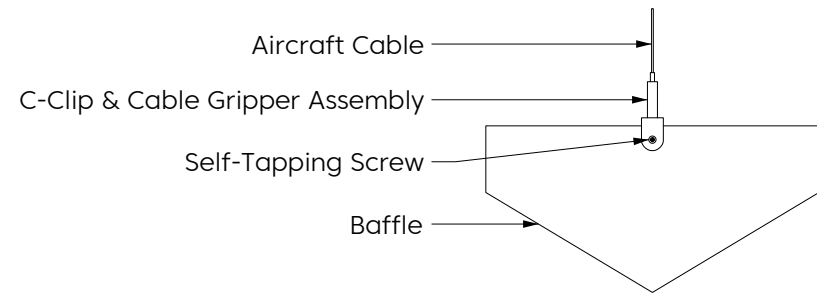 Aircraft Cable
C-Clip & Cable Gripper Assembly
Self-Tapping Screw
Baffle